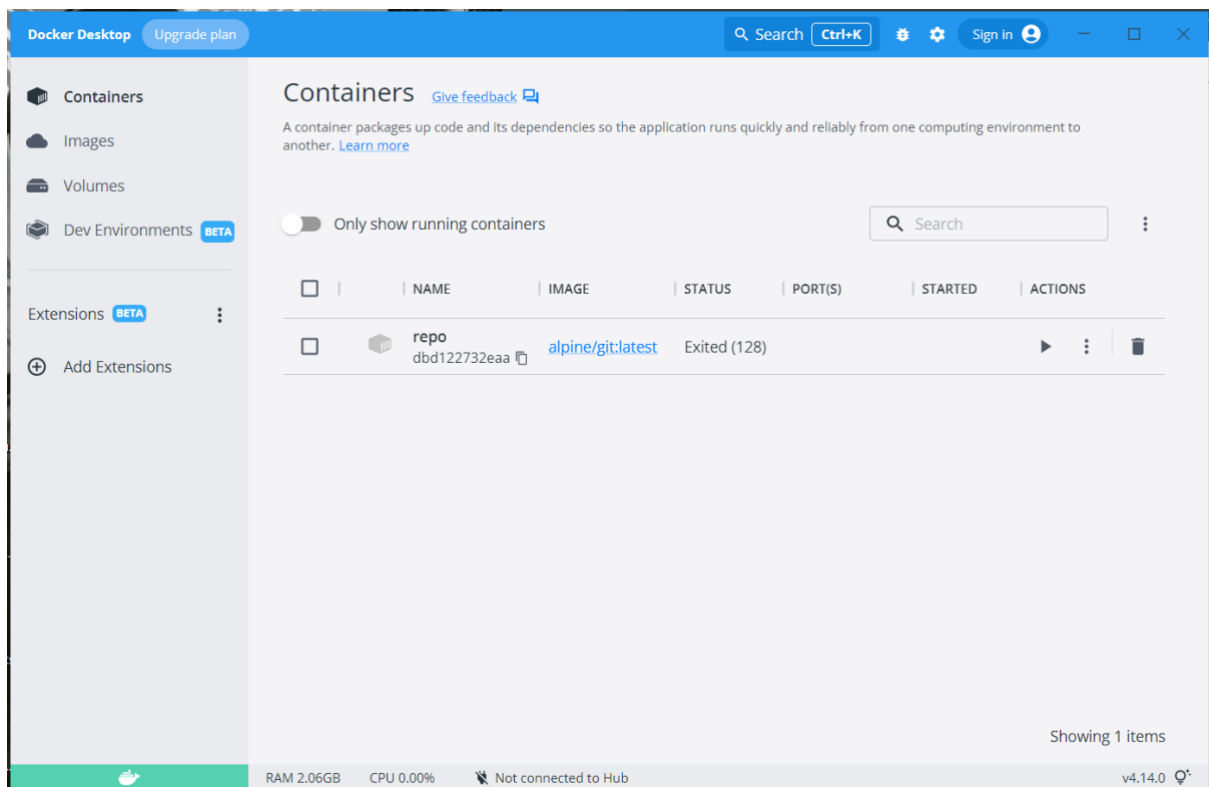 Docker Desktop Upgrade plan Search Ctrl+K Sign in
Containers
Images
Volumes
Dev Environments BETA
Extensions BETA
Add Extensions
Containers Give feedback
A container packages up code and its dependencies so the application runs quickly and reliably from one computing environment to
another. Learn more
Only show running containers Search
NAME IMAGE STATUS PORT(S) STARTED ACTIONS
repo
dbd122732eaa alpine/git:latest Exited (128)
Showing 1 items
RAM 2.06GB CPU 0.00% Not connected to Hub v4.14.0